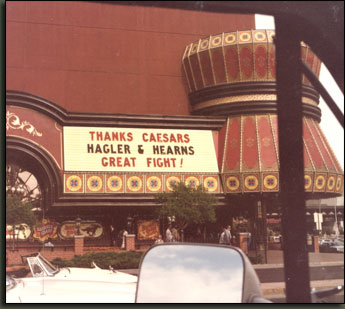 THANKS CAESARS
HAGLER & HEARNS
GREAT FIGHT!